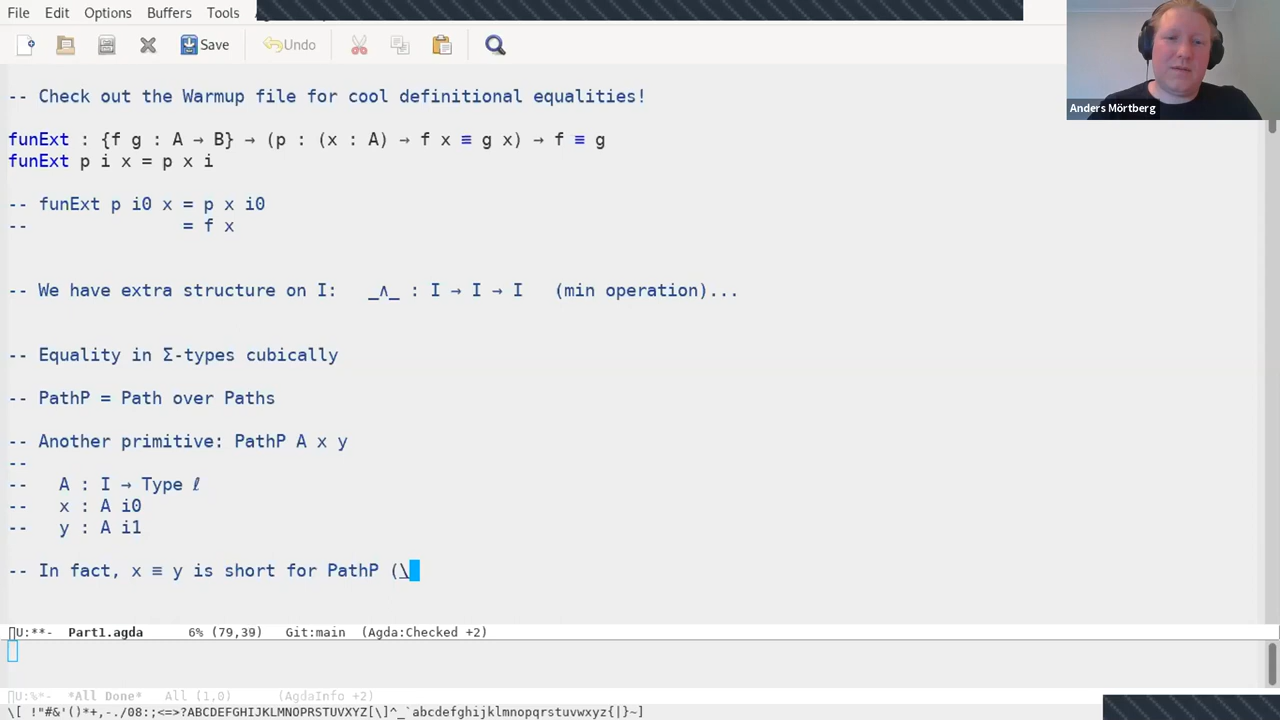 File Edit Options Buffers Tools
Save Undo
Anders Mörtberg
-- Check out the Warmup file for cool definitional equalities!
funExt : {f g : A → B} → (p : (x : A) → f x ≡ g x) → f ≡ g
funExt p i x = p x i
-- funExt p i0 x = p x i0
-- = f x
-- We have extra structure on I: _∧_ : I → I → I (min operation)...
-- Equality in Σ-types cubically
-- PathP = Path over Paths
-- Another primitive: PathP A x y
--
-- A : I → Type ℓ
-- x : A i0
-- y : A i1
-- In fact, x ≡ y is short for PathP (\
U:**- Part1.agda 6% (79,39) Git:main (Agda:Checked +2)
U:%*- *All Done* All (1,0) (AgdaInfo +2)
\[ !"#&'()*+,-./08:;<=>?ABCDEFGHIJKLMNOPRSTUVXYZ[\]^_`abcdefghijklmnopqrstuvwxyz{|}~]